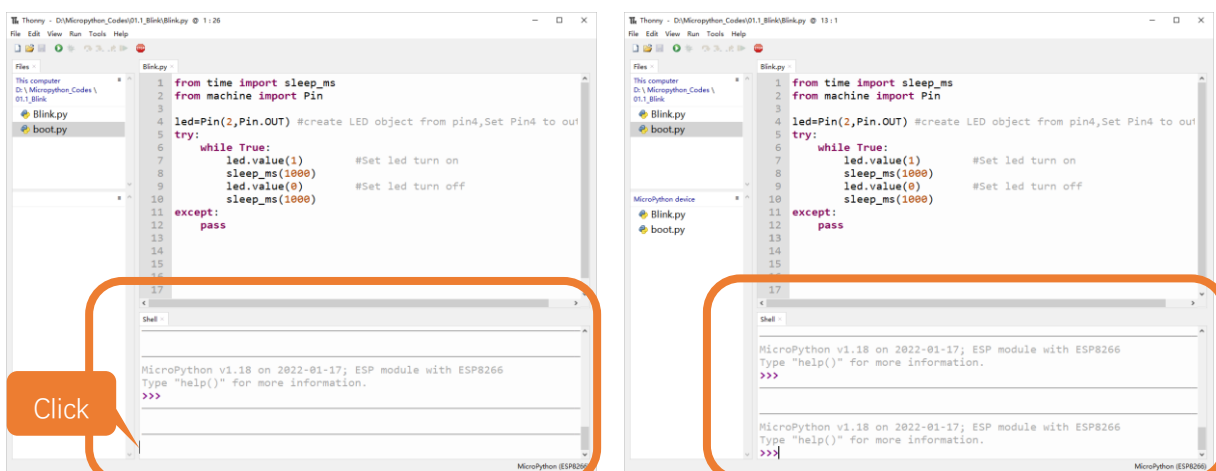 Thonny - D:\Micropython_Codes\01.1_Blink\Blink.py @ 1 : 26
File Edit View Run Tools Help
Files
This computer
D: \ Micropython_Codes \
01.1_Blink
Blink.py
boot.py
Blink.py
1 from time import sleep_ms
2 from machine import Pin
3
4 led=Pin(2,Pin.OUT) #create LED object from pin4,Set Pin4 to out
5 try:
6 while True:
7 led.value(1) #Set led turn on
8 sleep_ms(1000)
9 led.value(0) #Set led turn off
10 sleep_ms(1000)
11 except:
12 pass
13
14
15
16
17
Shell
MicroPython v1.18 on 2022-01-17; ESP module with ESP8266
Type "help()" for more information.
>>>
Click
MicroPython (ESP8266)
Thonny - D:\Micropython_Codes\01.1_Blink\Blink.py @ 13 : 1
File Edit View Run Tools Help
Files
This computer
D: \ Micropython_Codes \
01.1_Blink
Blink.py
boot.py
MicroPython device
Blink.py
boot.py
Blink.py
1 from time import sleep_ms
2 from machine import Pin
3
4 led=Pin(2,Pin.OUT) #create LED object from pin4,Set Pin4 to out
5 try:
6 while True:
7 led.value(1) #Set led turn on
8 sleep_ms(1000)
9 led.value(0) #Set led turn off
10 sleep_ms(1000)
11 except:
12 pass
13
14
15
16
17
Shell
MicroPython v1.18 on 2022-01-17; ESP module with ESP8266
Type "help()" for more information.
>>>
MicroPython v1.18 on 2022-01-17; ESP module with ESP8266
Type "help()" for more information.
>>>
MicroPython (ESP8266)